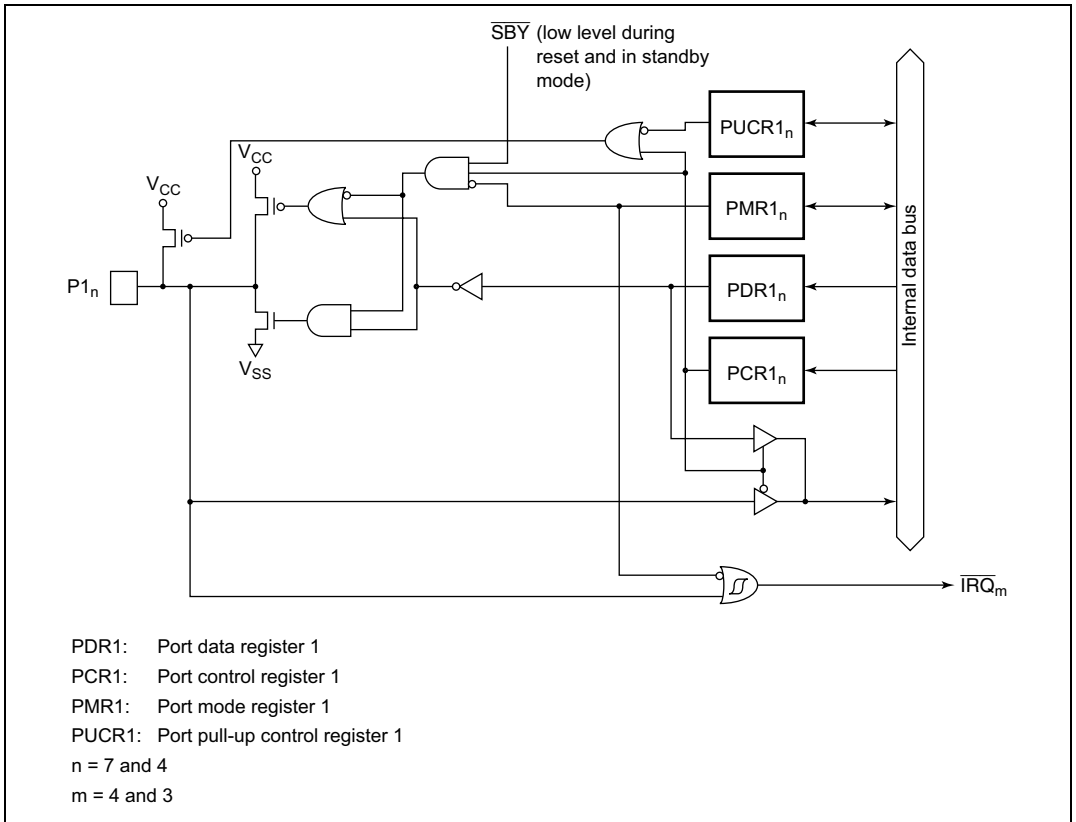 S̅B̅Y̅ (low level during
reset and in standby
mode)
PUCR1n
VCC
VCC
PMR1n
P1n
PDR1n
Internal data bus
VSS
PCR1n
I̅R̅Q̅m
PDR1: Port data register 1
PCR1: Port control register 1
PMR1: Port mode register 1
PUCR1: Port pull-up control register 1
n = 7 and 4
m = 4 and 3